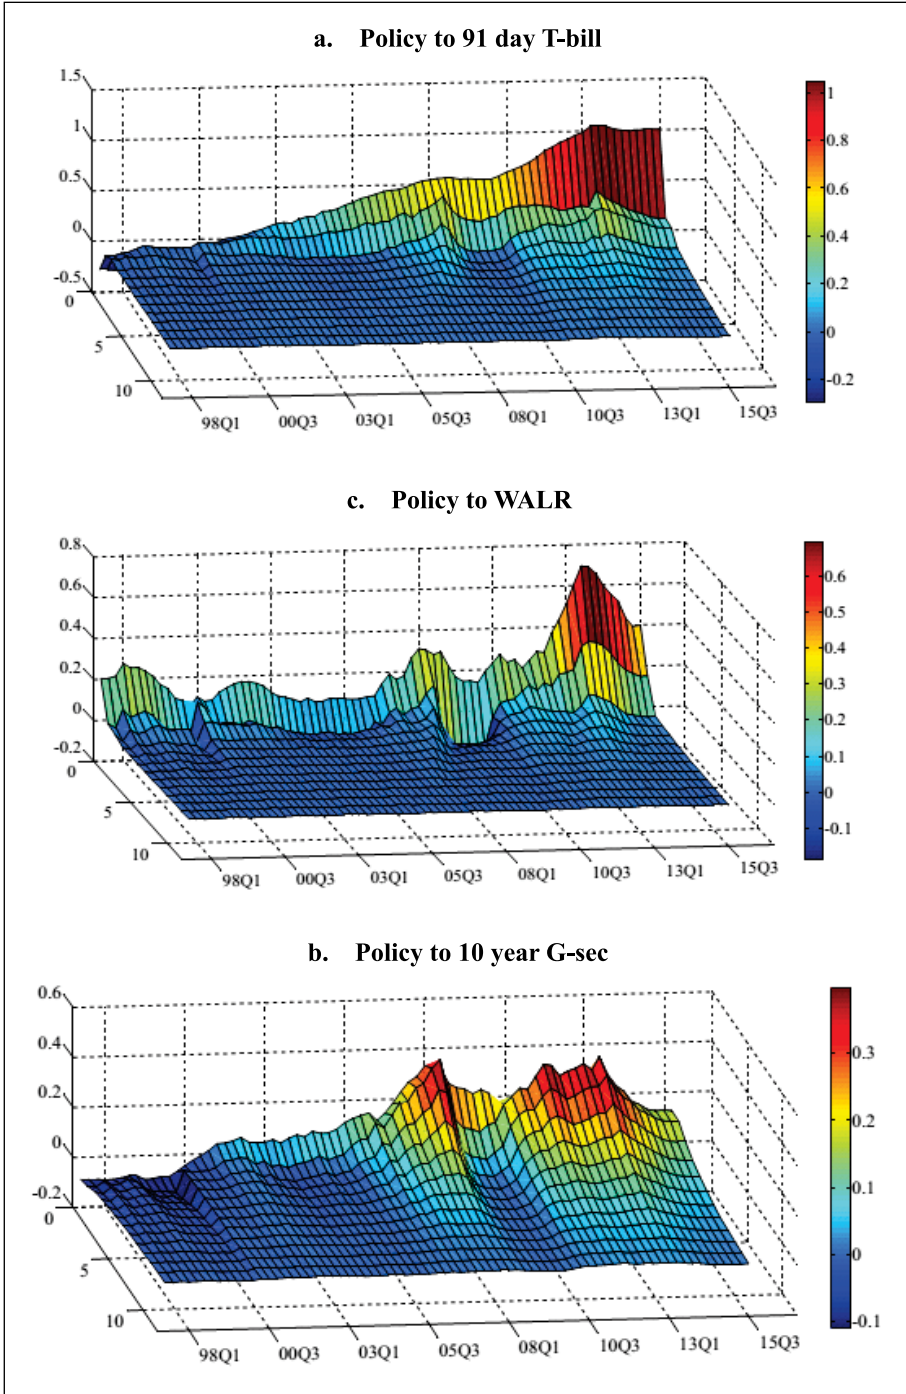 a. Policy to 91 day T-bill
1.5
1
0.5
0
-0.5
0
5
10
98Q1
00Q3
03Q1
05Q3
08Q1
10Q3
13Q1
15Q3
1
0.8
0.6
0.4
0.2
0
-0.2
c. Policy to WALR
0.8
0.6
0.4
0.2
0
-0.2
0
5
10
98Q1
00Q3
03Q1
05Q3
08Q1
10Q3
13Q1
15Q3
0.6
0.5
0.4
0.3
0.2
0.1
0
-0.1
b. Policy to 10 year G-sec
0.6
0.4
0.2
0
-0.2
0
5
10
98Q1
00Q3
03Q1
05Q3
08Q1
10Q3
13Q1
15Q3
0.3
0.2
0.1
0
-0.1